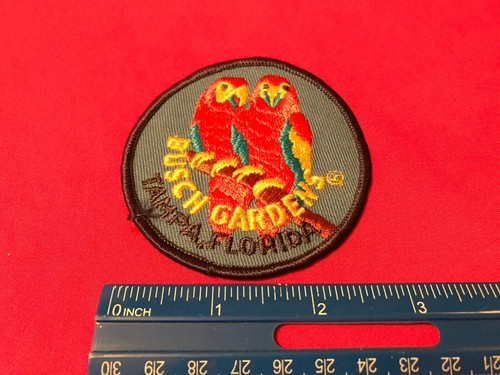 BUSCH GARDENS®
TAMPA, FLORIDA
0 INCH 1 2 3
30 29 28 27 26 25 24 23 22 21